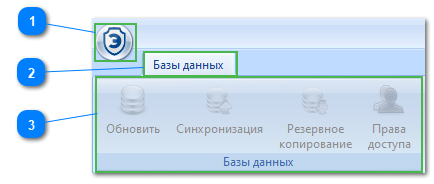 1
Э
2
Базы данных
3
Обновить Синхронизация Резервное Права
копирование доступа
Базы данных